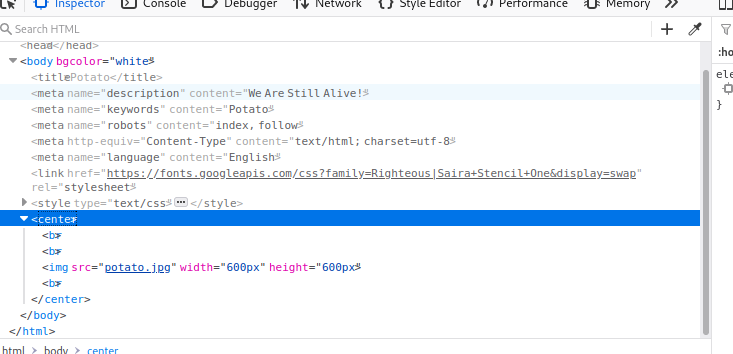 Inspector Console Debugger Network Style Editor Performance Memory
Search HTML
<head></head>
:ho
<body bgcolor="white">
<title>Potato</title>
ele
<meta name="description" content="We Are Still Alive!">
<meta name="keywords" content="Potato">
}
<meta name="robots" content="index, follow">
<meta http-equiv="Content-Type" content="text/html; charset=utf-8">
<meta name="language" content="English">
<link href="https://fonts.googleapis.com/css?family=Righteous|Saira+Stencil+One&display=swap"
rel="stylesheet">
<style type="text/css">···</style>
<center>
<br>
<br>
<img src="potato.jpg" width="600px" height="600px">
<br>
</center>
</body>
</html>
html > body > center